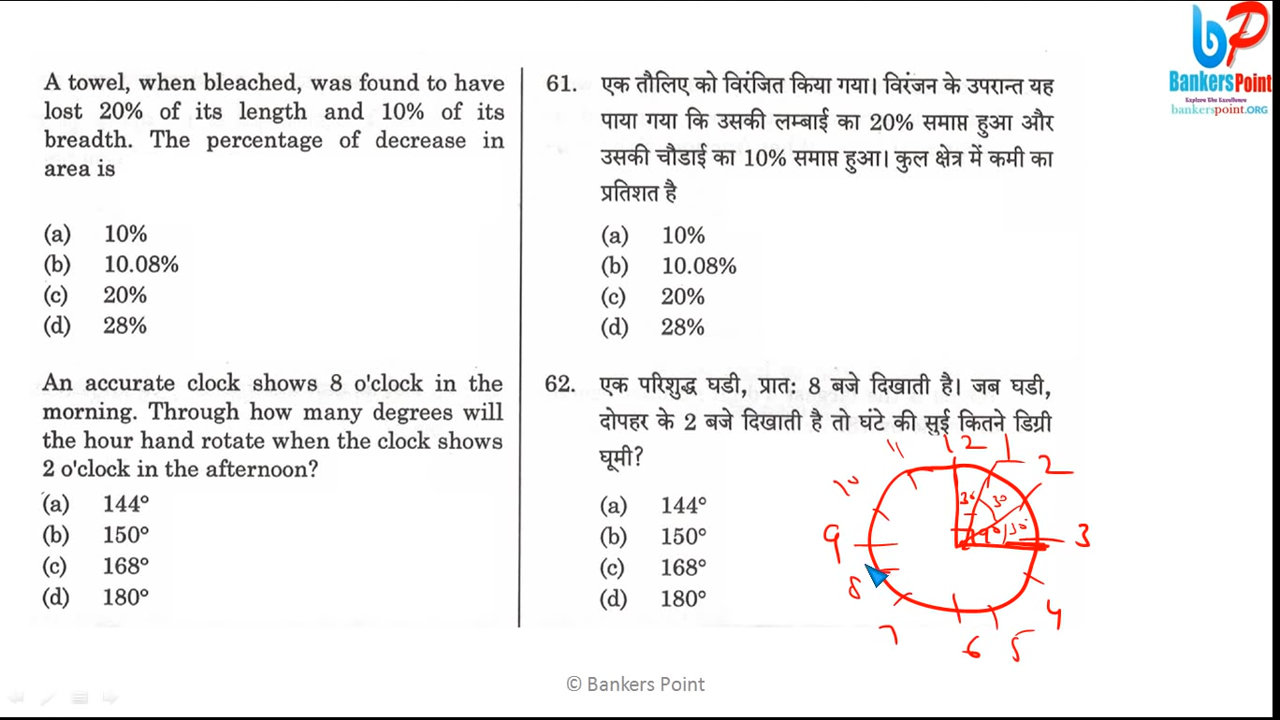 BankersPoint
Explore The Excellence
bankerspoint.ORG
A towel, when bleached, was found to have
lost 20% of its length and 10% of its
breadth. The percentage of decrease in
area is
(a) 10%
(b) 10.08%
(c) 20%
(d) 28%
An accurate clock shows 8 o'clock in the
morning. Through how many degrees will
the hour hand rotate when the clock shows
2 o'clock in the afternoon?
(a) 144°
(b) 150°
(c) 168°
(d) 180°
61. एक तौलिए को विरंजित किया गया। विरंजन के उपरान्त यह
पाया गया कि उसकी लम्बाई का 20% समाप्त हुआ और
उसकी चौडाई का 10% समाप्त हुआ। कुल क्षेत्र में कमी का
प्रतिशत है
(a) 10%
(b) 10.08%
(c) 20%
(d) 28%
62. एक परिशुद्ध घडी, प्रात: 8 बजे दिखाती है। जब घडी,
दोपहर के 2 बजे दिखाती है तो घंटे की सुई कितने डिग्री
घूमी?
(a) 144°
(b) 150°
(c) 168°
(d) 180°
12
1
2
3
4
5
6
7
8
9
10
11
30
30
90
30°
© Bankers Point